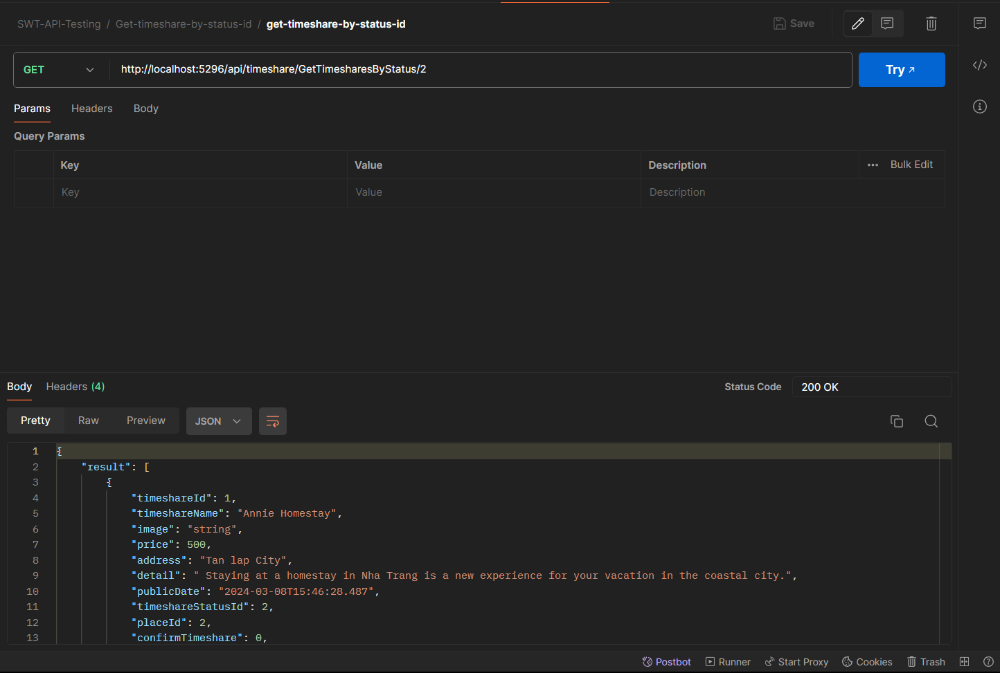 SWT-API-Testing / Get-timeshare-by-status-id / get-timeshare-by-status-id
Save
GET
http://localhost:5296/api/timeshare/GetTimesharesByStatus/2
Try
Params Headers Body
Query Params
Key Value Description Bulk Edit
Key Value Description
Body Headers (4) Status Code 200 OK
Pretty Raw Preview JSON
1 {
2 "result": [
3 {
4 "timeshareId": 1,
5 "timeshareName": "Annie Homestay",
6 "image": "string",
7 "price": 500,
8 "address": "Tan lap City",
9 "detail": " Staying at a homestay in Nha Trang is a new experience for your vacation in the coastal city.",
10 "publicDate": "2024-03-08T15:46:28.487",
11 "timeshareStatusId": 2,
12 "placeId": 2,
13 "confirmTimeshare": 0,
Postbot Runner Start Proxy Cookies Trash